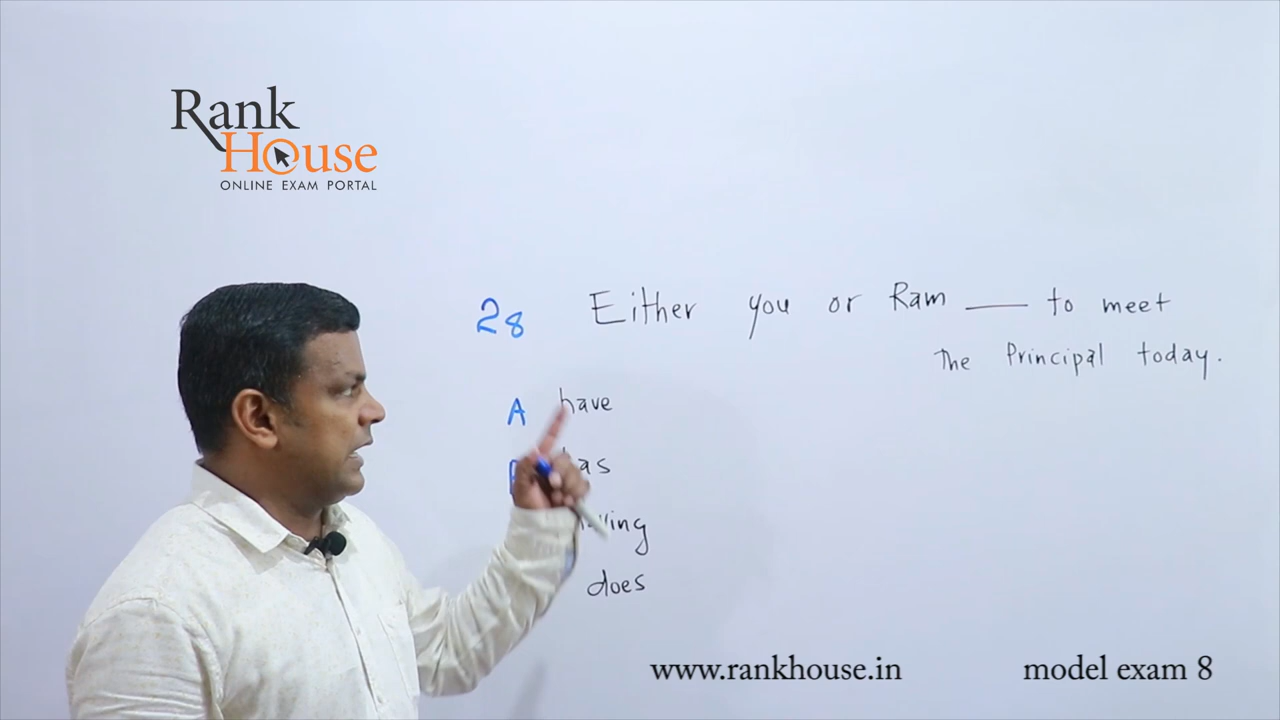 Rank
House
ONLINE EXAM PORTAL
28 Either you or Ram ___ to meet
The Principal today.
A have
does
www.rankhouse.in model exam 8